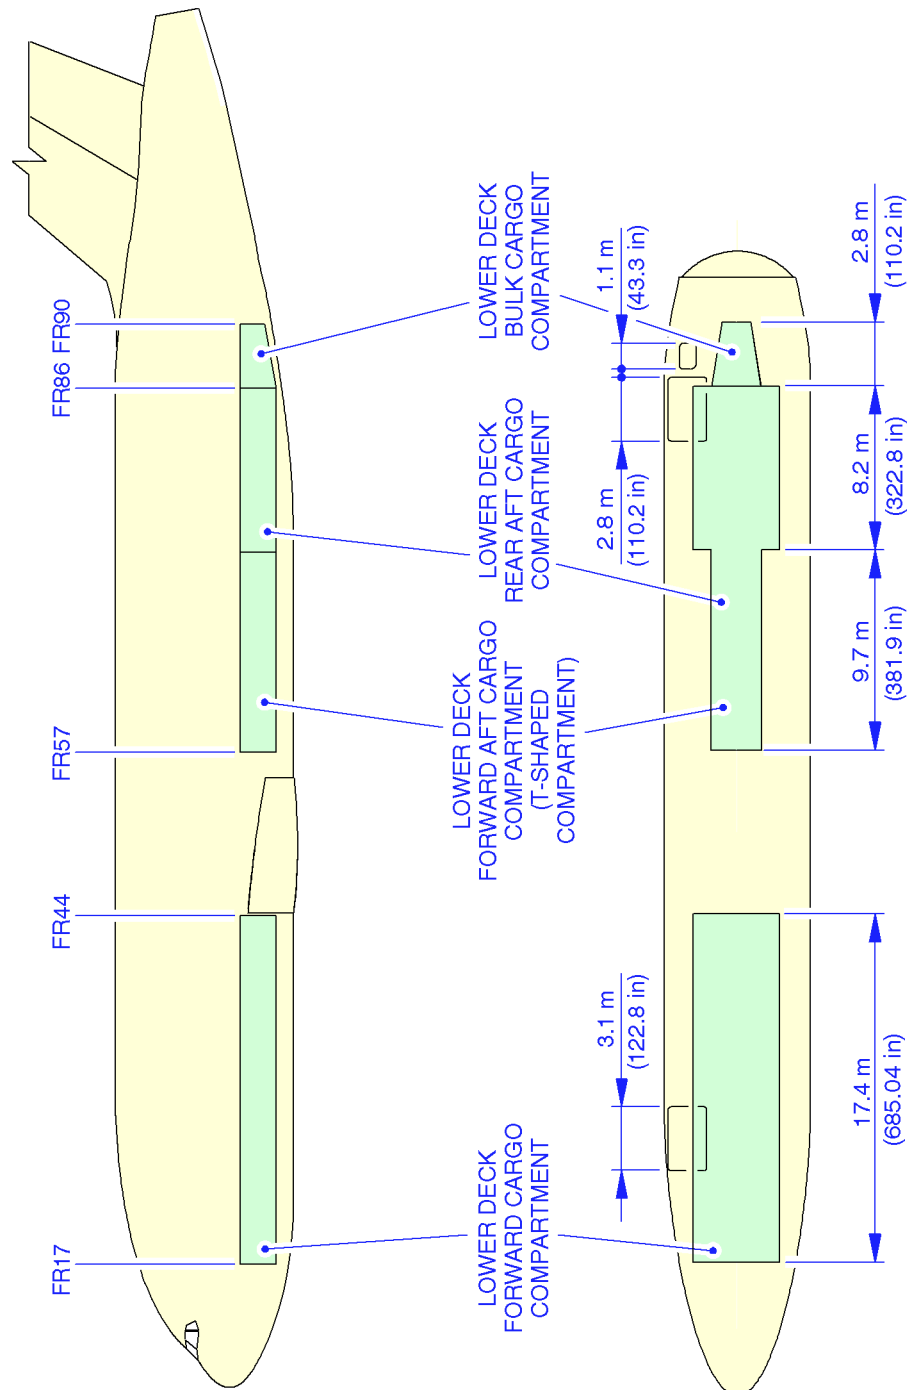 FR17
FR44
FR57
FR86
FR90
LOWER DECK
FORWARD CARGO
COMPARTMENT
LOWER DECK
FORWARD AFT CARGO
COMPARTMENT
(T-SHAPED
COMPARTMENT)
LOWER DECK
REAR AFT CARGO
COMPARTMENT
LOWER DECK
BULK CARGO
COMPARTMENT
3.1 m
(122.8 in)
2.8 m
(110.2 in)
1.1 m
(43.3 in)
17.4 m
(685.04 in)
9.7 m
(381.9 in)
8.2 m
(322.8 in)
2.8 m
(110.2 in)